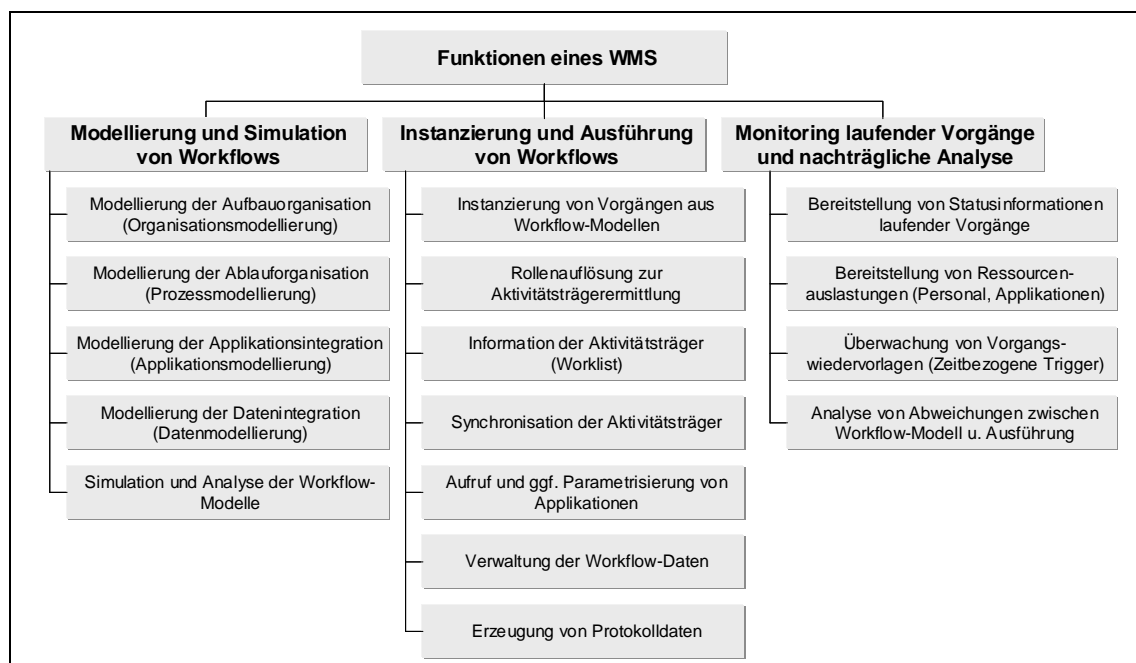 Funktionen eines WMS
Modellierung und Simulation
von Workflows
Modellierung der Aufbauorganisation
(Organisationsmodellierung)
Modellierung der Ablauforganisation
(Prozessmodellierung)
Modellierung der Applikationsintegration
(Applikationsmodellierung)
Modellierung der Datenintegration
(Datenmodellierung)
Simulation und Analyse der Workflow-
Modelle
Instanzierung und Ausführung
von Workflows
Instanzierung von Vorgängen aus
Workflow-Modellen
Rollenauflösung zur
Aktivitätsträgerermittlung
Information der Aktivitätsträger
(Worklist)
Synchronisation der Aktivitätsträger
Aufruf und ggf. Parametrisierung von
Applikationen
Verwaltung der Workflow-Daten
Erzeugung von Protokolldaten
Monitoring laufender Vorgänge
und nachträgliche Analyse
Bereitstellung von Statusinformationen
laufender Vorgänge
Bereitstellung von Ressourcen-
auslastungen (Personal, Applikationen)
Überwachung von Vorgangs-
wiedervorlagen (Zeitbezogene Trigger)
Analyse von Abweichungen zwischen
Workflow-Modell u. Ausführung